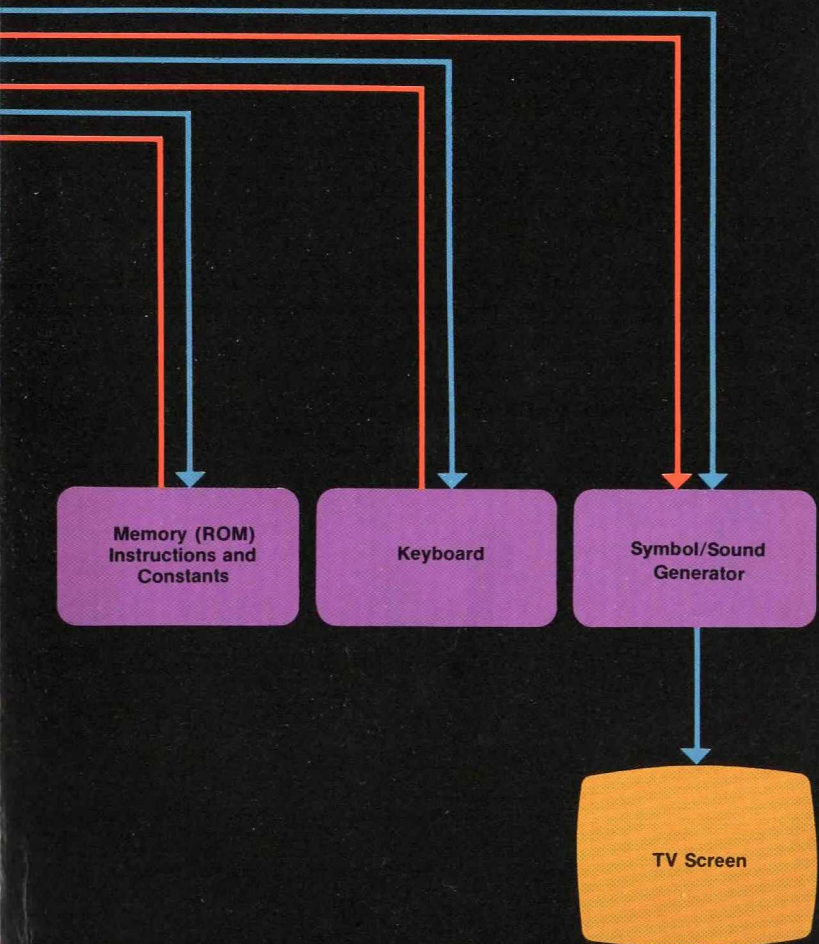 Memory (ROM)
Instructions and
Constants
Keyboard
Symbol/Sound
Generator
TV Screen